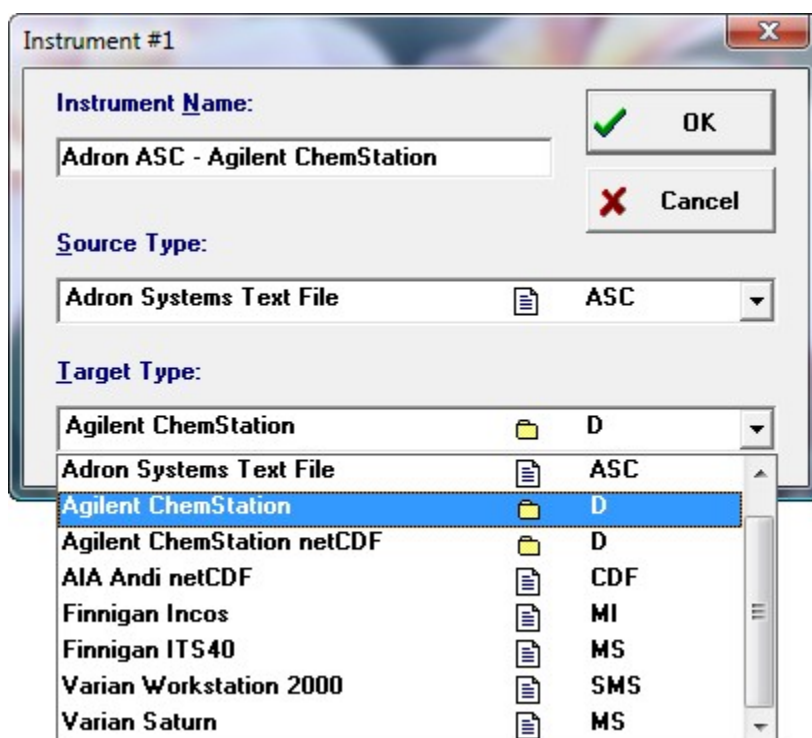 Instrument #1
Instrument Name:
OK
Adron ASC - Agilent ChemStation
Cancel
Source Type:
Adron Systems Text File ASC
Target Type:
Agilent ChemStation D
Adron Systems Text File ASC
Agilent ChemStation D
Agilent ChemStation netCDF D
AIA Andi netCDF CDF
Finnigan Incos MI
Finnigan ITS40 MS
Varian Workstation 2000 SMS
Varian Saturn MS